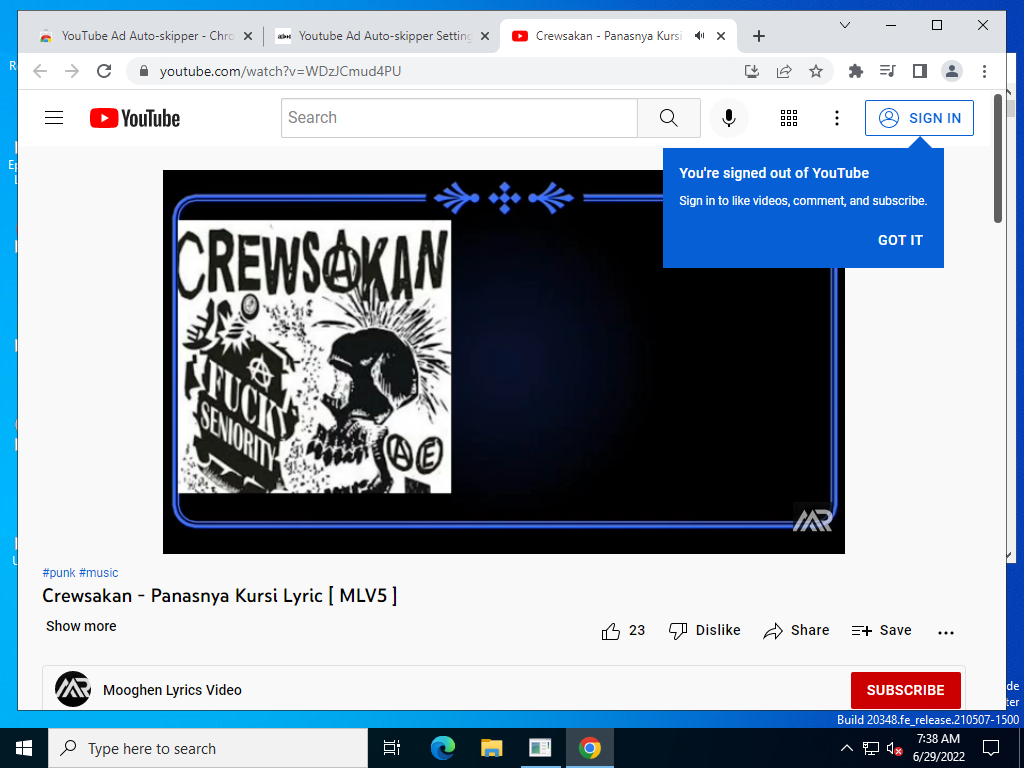 YouTube Ad Auto-skipper - Chro
Youtube Ad Auto-skipper Setting
Crewsakan - Panasnya Kursi
youtube.com/watch?v=WDzJCmud4PU
YouTube
Search
SIGN IN
You're signed out of YouTube
Sign in to like videos, comment, and subscribe.
GOT IT
CREWSAKAN
FUCK
SENIORITY
A E
MR
#punk #music
Crewsakan - Panasnya Kursi Lyric [ MLV5 ]
Show more
23
Dislike
Share
Save
Mooghen Lyrics Video
SUBSCRIBE
Build 20348.fe_release.210507-1500
Type here to search
7:38 AM
6/29/2022